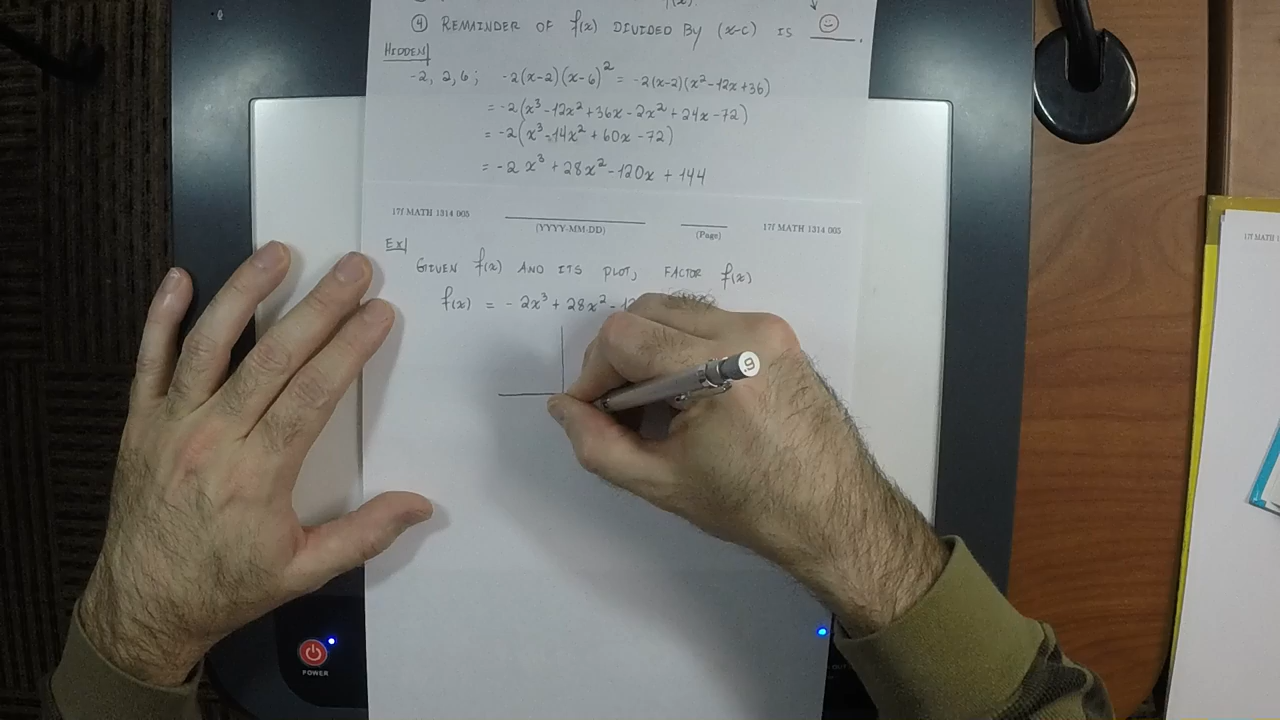 ④ REMAINDER OF f(x) DIVIDED BY (x-c) IS ☺.
HIDDEN
-2, 2, 6; -2(x-2)(x-6)² = -2(x-2)(x²-12x+36)
= -2(x³-12x²+36x-2x²+24x-72)
= -2(x³-14x²+60x-72)
= -2x³+28x²-120x+144
17f MATH 1314 005 (YYYY-MM-DD) (Page) 17f MATH 1314 005
Ex
GIVEN f(x) AND ITS PLOT, FACTOR f(x)
f(x) = -2x³+28x²-12
POWER